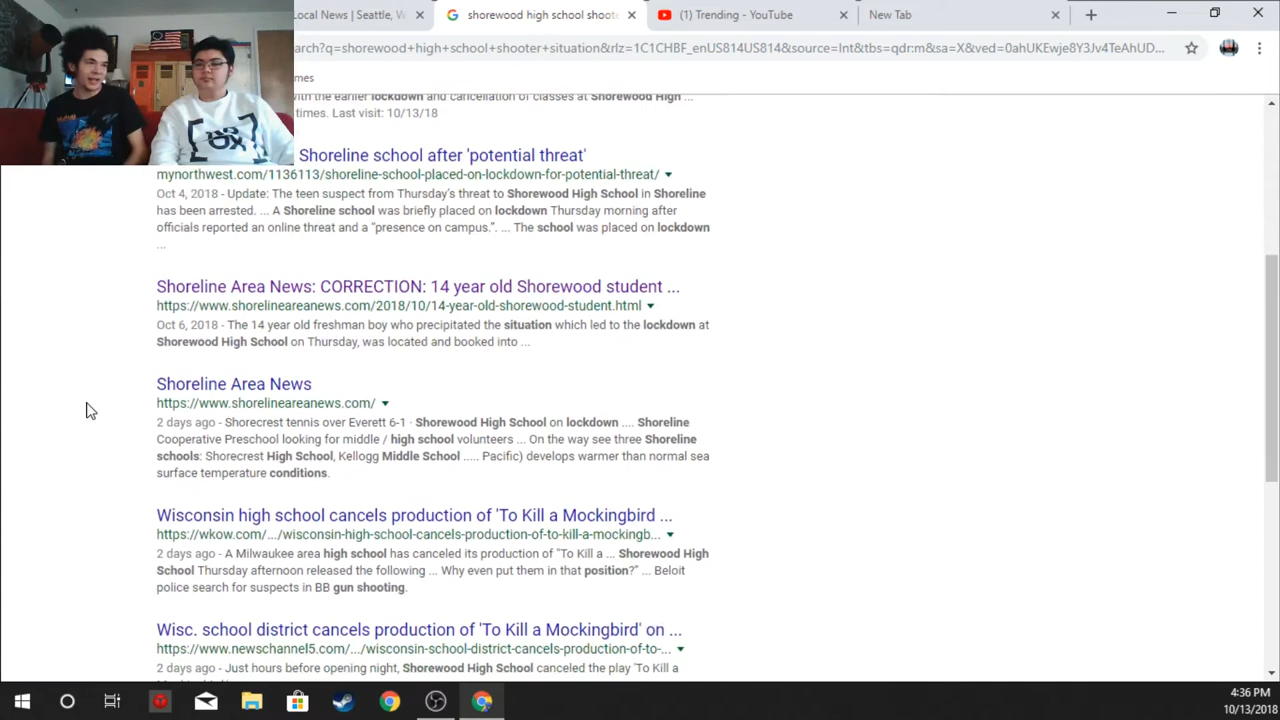 Local News | Seattle, W
shorewood high school shoote
(1) Trending - YouTube
New Tab
arch?q=shorewood+high+school+shooter+situation&rlz=1C1CHBF_enUS814US814&source=lnt&tbs=qdr:m&sa=X&ved=0ahUKEwje8Y3Jv4TeAhUD...
mes
with the earlier lockdown and cancellation of classes at Shorewood High ...
times. Last visit: 10/13/18
Shoreline school after 'potential threat'
mynorthwest.com/1136113/shoreline-school-placed-on-lockdown-for-potential-threat/
Oct 4, 2018 - Update: The teen suspect from Thursday's threat to Shorewood High School in Shoreline
has been arrested. ... A Shoreline school was briefly placed on lockdown Thursday morning after
officials reported an online threat and a "presence on campus.". ... The school was placed on lockdown
...
Shoreline Area News: CORRECTION: 14 year old Shorewood student ...
https://www.shorelineareanews.com/2018/10/14-year-old-shorewood-student.html
Oct 6, 2018 - The 14 year old freshman boy who precipitated the situation which led to the lockdown at
Shorewood High School on Thursday, was located and booked into ...
Shoreline Area News
https://www.shorelineareanews.com/
2 days ago - Shorecrest tennis over Everett 6-1 · Shorewood High School on lockdown .... Shoreline
Cooperative Preschool looking for middle / high school volunteers ... On the way see three Shoreline
schools: Shorecrest High School, Kellogg Middle School ..... Pacific) develops warmer than normal sea
surface temperature conditions.
Wisconsin high school cancels production of 'To Kill a Mockingbird ...
https://wkow.com/.../wisconsin-high-school-cancels-production-of-to-kill-a-mockingb...
2 days ago - A Milwaukee area high school has canceled its production of "To Kill a ... Shorewood High
School Thursday afternoon released the following ... Why even put them in that position?" ... Beloit
police search for suspects in BB gun shooting.
Wisc. school district cancels production of 'To Kill a Mockingbird' on ...
https://www.newschannel5.com/.../wisconsin-school-district-cancels-production-of-to-...
2 days ago - Just hours before opening night, Shorewood High School canceled the play 'To Kill a
4:36 PM
10/13/2018